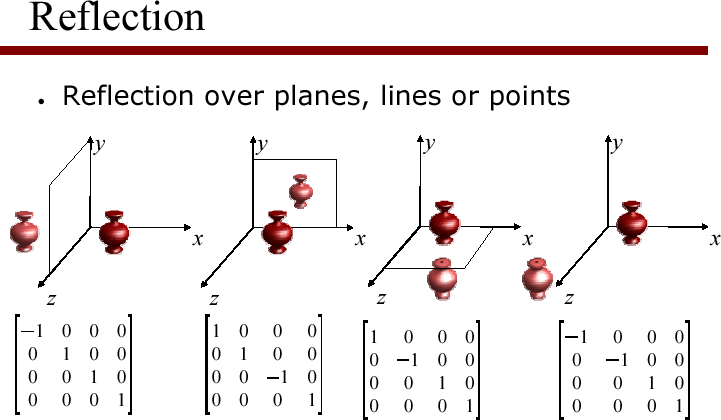 Reflection
• Reflection over planes, lines or points
y y y y
x x x x
z z z z
−1 0 0 0 1 0 0 0 1 0 0 0 −1 0 0 0
0 1 0 0 0 1 0 0 0 −1 0 0 0 −1 0 0
0 0 1 0 0 0 −1 0 0 0 1 0 0 0 1 0
0 0 0 1 0 0 0 1 0 0 0 1 0 0 0 1